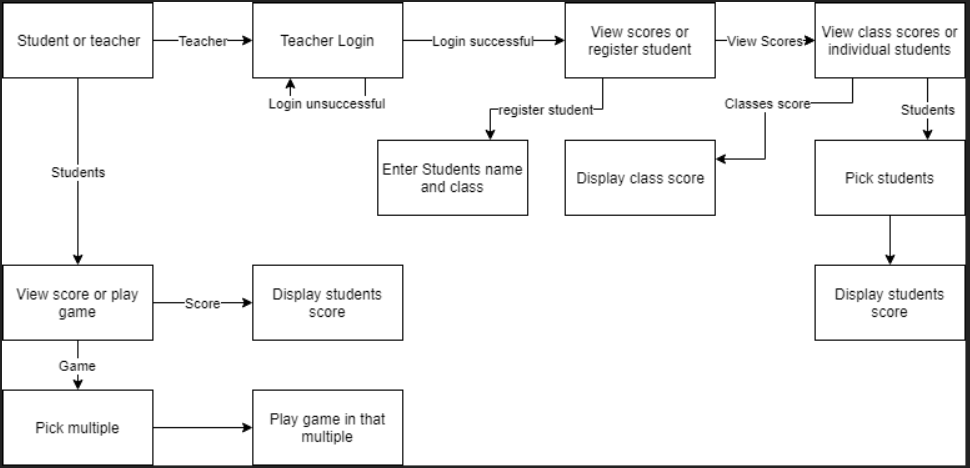 Student or teacher
Teacher
Teacher Login
Login successful
View scores or
register student
View Scores
View class scores or
individual students
Login unsuccessful
register student
Classes score
Students
Enter Students name
and class
Display class score
Pick students
Students
View score or play
game
Score
Display students
score
Display students
score
Game
Pick multiple
Play game in that
multiple